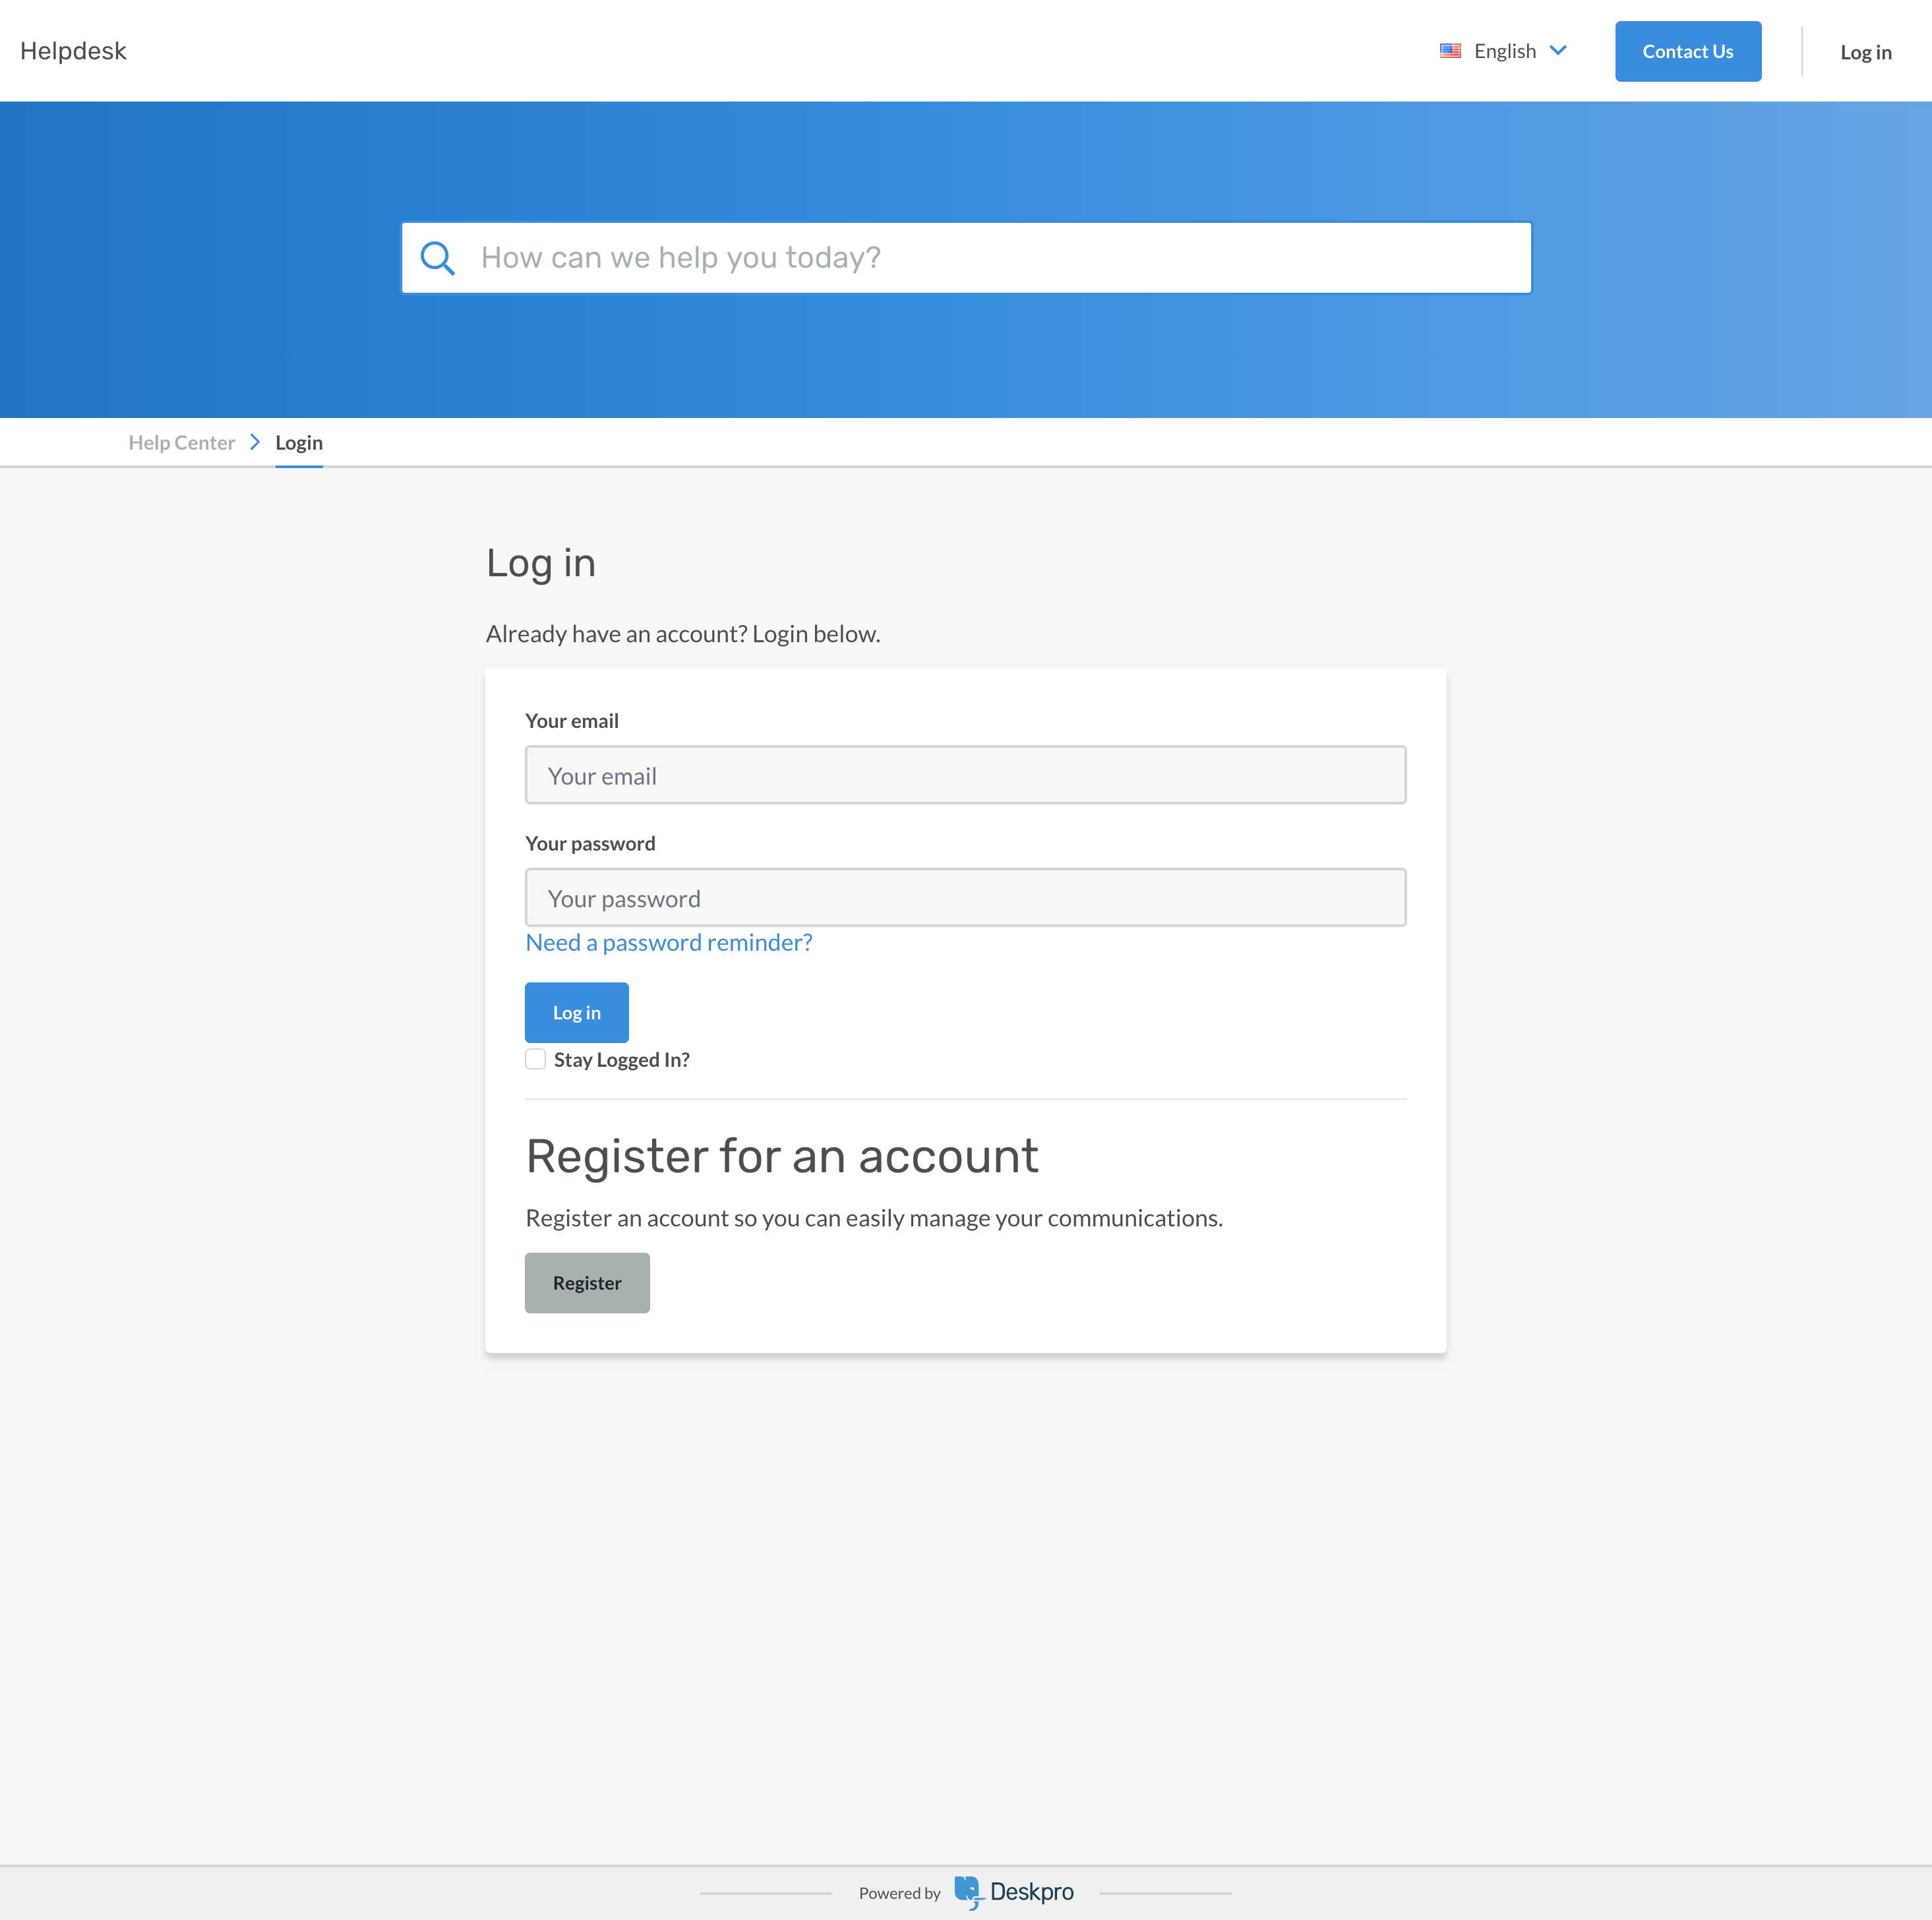 Helpdesk
English
Contact Us
Log in
How can we help you today?
Help Center
Login
Log in
Already have an account? Login below.
Your email
Your email
Your password
Your password
Need a password reminder?
Log in
Stay Logged In?
Register for an account
Register an account so you can easily manage your communications.
Register
Powered by Deskpro